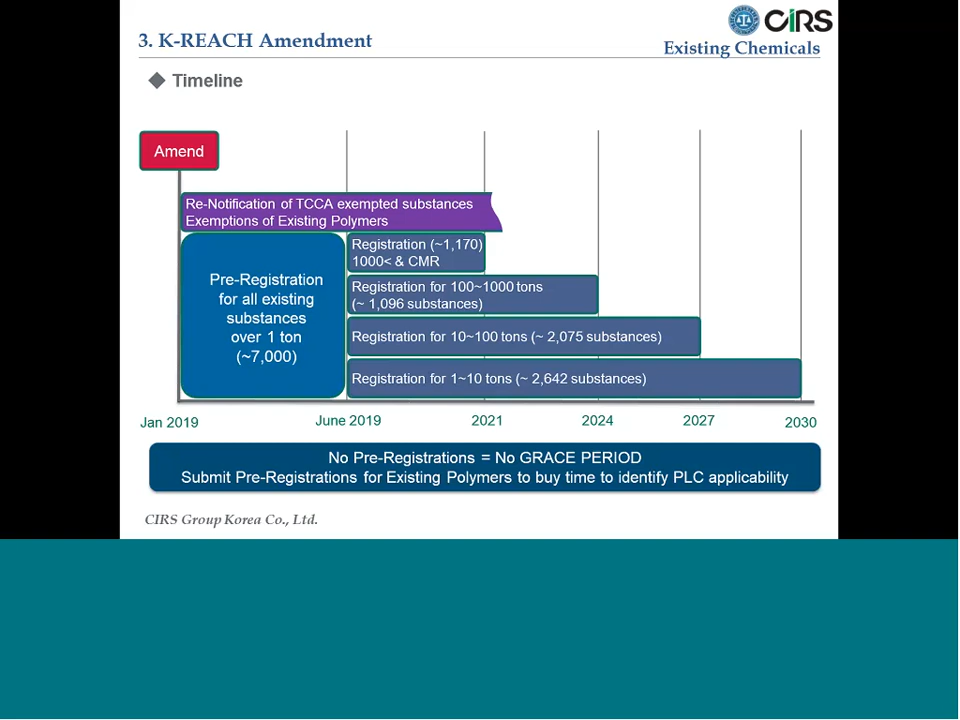 CIRS
3. K-REACH Amendment
Existing Chemicals
Timeline
Amend
Re-Notification of TCCA exempted substances
Exemptions of Existing Polymers
Pre-Registration
for all existing
substances
over 1 ton
(~7,000)
Registration (~1,170)
1000< & CMR
Registration for 100~1000 tons
(~ 1,096 substances)
Registration for 10~100 tons (~ 2,075 substances)
Registration for 1~10 tons (~ 2,642 substances)
Jan 2019
June 2019
2021
2024
2027
2030
No Pre-Registrations = No GRACE PERIOD
Submit Pre-Registrations for Existing Polymers to buy time to identify PLC applicability
CIRS Group Korea Co., Ltd.